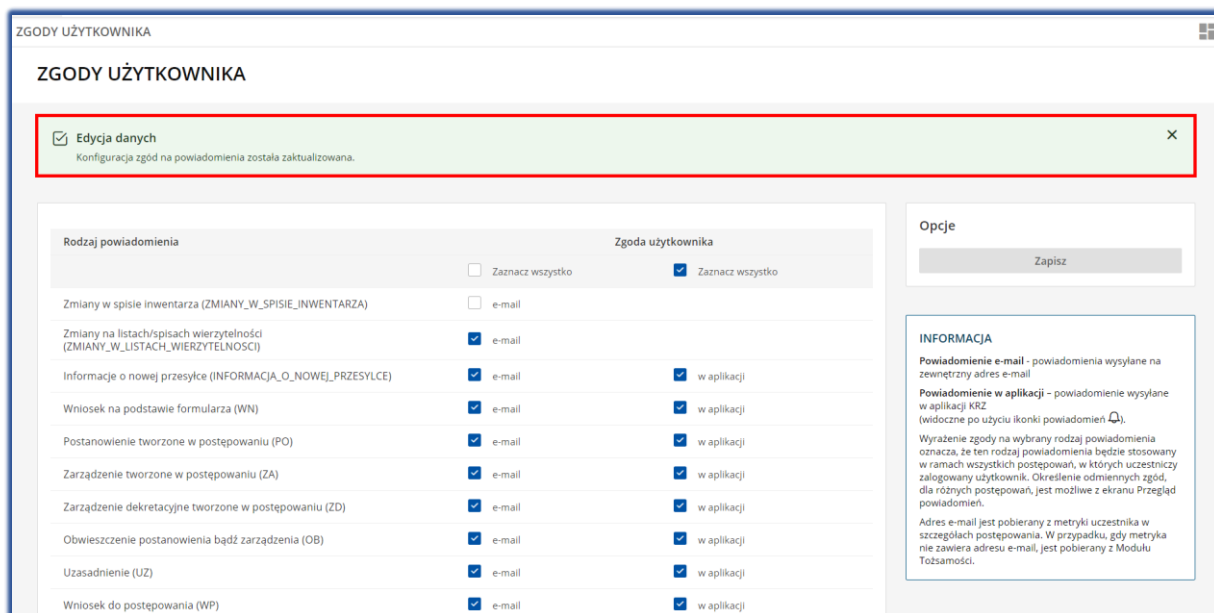 ZGODY UŻYTKOWNIKA
ZGODY UŻYTKOWNIKA
Edycja danych
Konfiguracja zgód na powiadomienia została zaktualizowana.
Rodzaj powiadomienia Zgoda użytkownika
Zaznacz wszystko Zaznacz wszystko
Zmiany w spisie inwentarza (ZMIANY_W_SPISIE_INWENTARZA) e-mail
Zmiany na listach/spisach wierzytelności
(ZMIANY_W_LISTACH_WIERZYTELNOSCI) e-mail
Informacje o nowej przesyłce (INFORMACJA_O_NOWEJ_PRZESYLCE) e-mail w aplikacji
Wniosek na podstawie formularza (WN) e-mail w aplikacji
Postanowienie tworzone w postępowaniu (PO) e-mail w aplikacji
Zarządzenie tworzone w postępowaniu (ZA) e-mail w aplikacji
Zarządzenie dekretacyjne tworzone w postępowaniu (ZD) e-mail w aplikacji
Obwieszczenie postanowienia bądź zarządzenia (OB) e-mail w aplikacji
Uzasadnienie (UZ) e-mail w aplikacji
Wniosek do postępowania (WP) e-mail w aplikacji
Opcje
Zapisz
INFORMACJA
Powiadomienie e-mail - powiadomienia wysyłane na
zewnętrzny adres e-mail
Powiadomienie w aplikacji – powiadomienie wysyłane
w aplikacji KRZ
(widoczne po użyciu ikonki powiadomień ).
Wyrażenie zgody na wybrany rodzaj powiadomienia
oznacza, że ten rodzaj powiadomienia będzie stosowany
w ramach wszystkich postępowań, w których uczestniczy
zalogowany użytkownik. Określenie odmiennych zgód,
dla różnych postępowań, jest możliwe z ekranu Przegląd
powiadomień.
Adres e-mail jest pobierany z metryki uczestnika w
szczegółach postępowania. W przypadku, gdy metryka
nie zawiera adresu e-mail, jest pobierany z Modułu
Tożsamości.